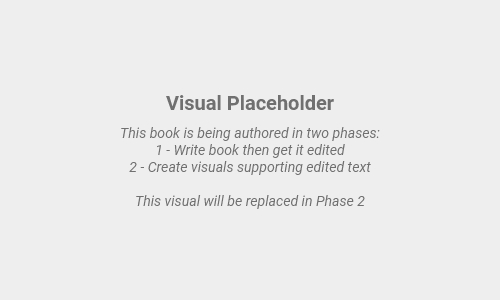 Visual Placeholder
This book is being authored in two phases:
1 - Write book then get it edited
2 - Create visuals supporting edited text
This visual will be replaced in Phase 2